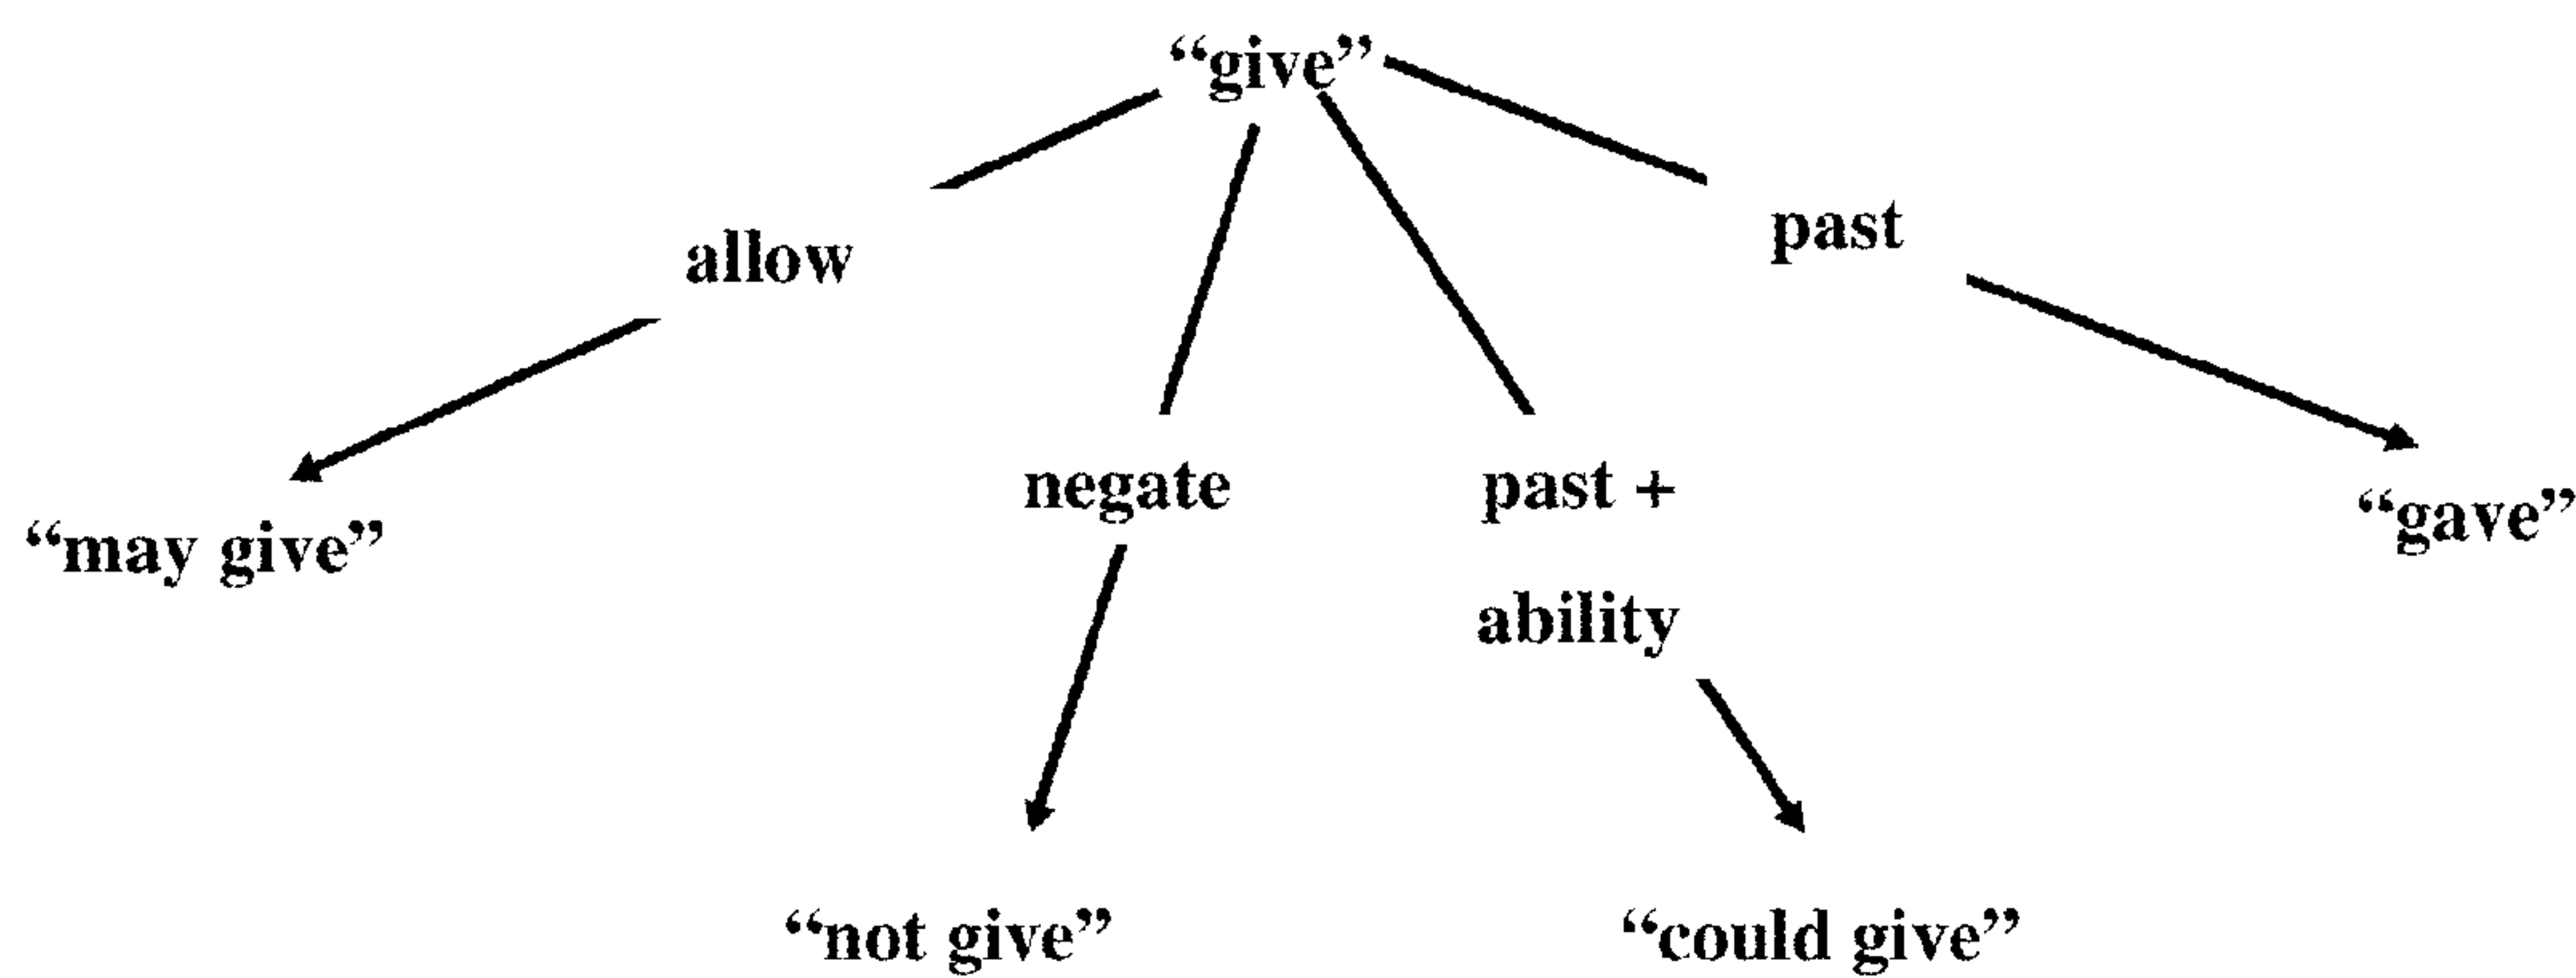 “give”
past
allow
negate
past +
“gave”
“may give”
ability
“not give”
“could give”